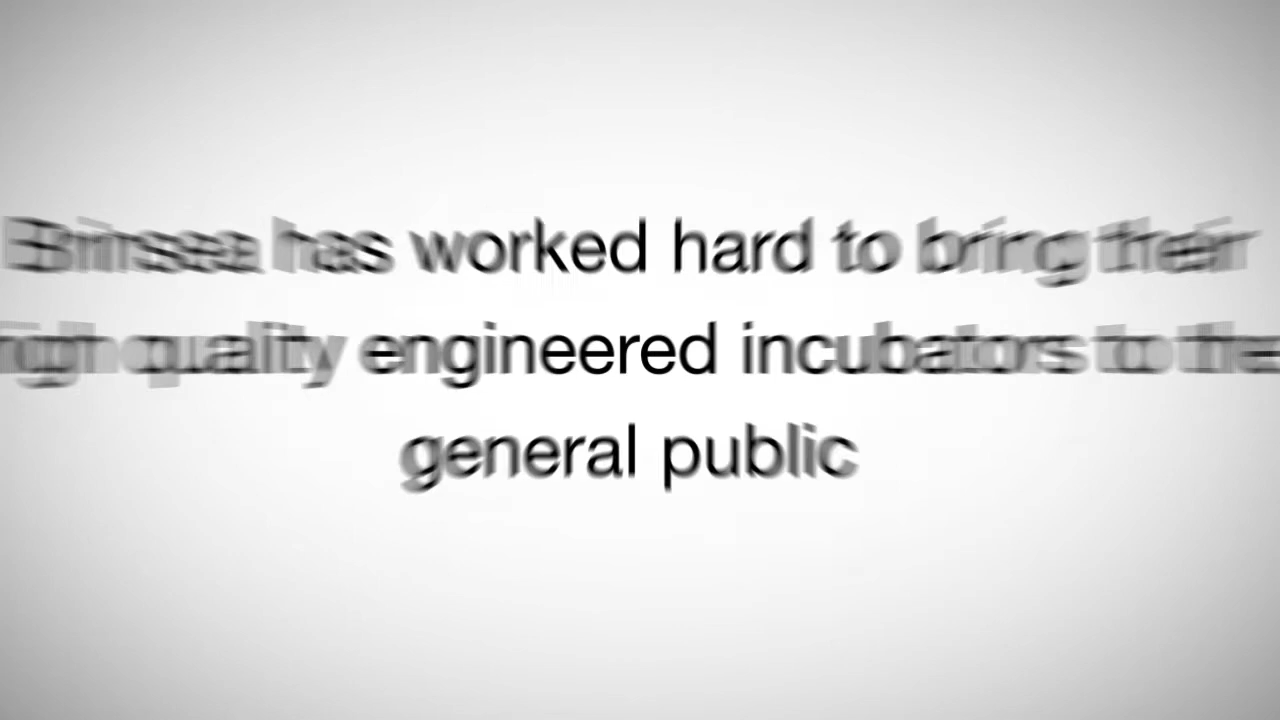 Brinsea has worked hard to bring their
high quality engineered incubators to the
general public